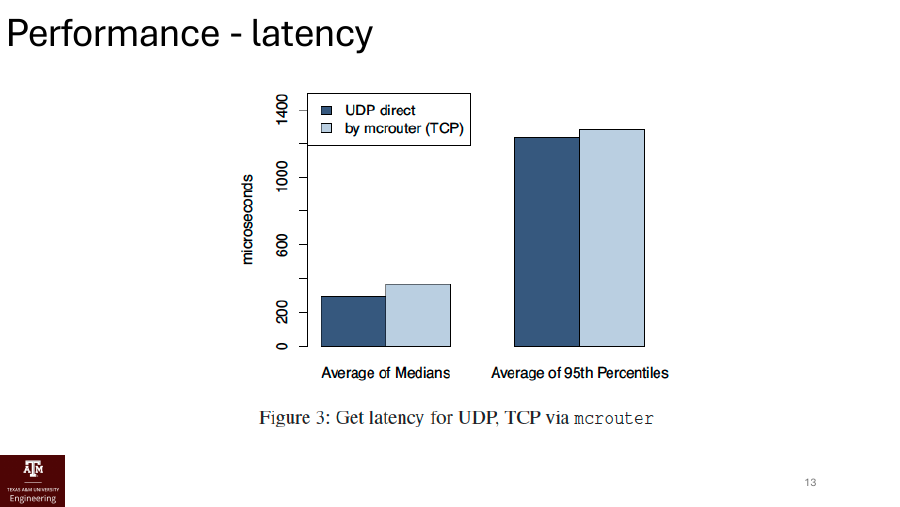 Performance - latency
UDP direct
by mcrouter (TCP)
microseconds
1400
1000
600
200
0
Average of Medians
Average of 95th Percentiles
Figure 3: Get latency for UDP, TCP via mcrouter
ATM
TEXAS A&M UNIVERSITY
Engineering
13